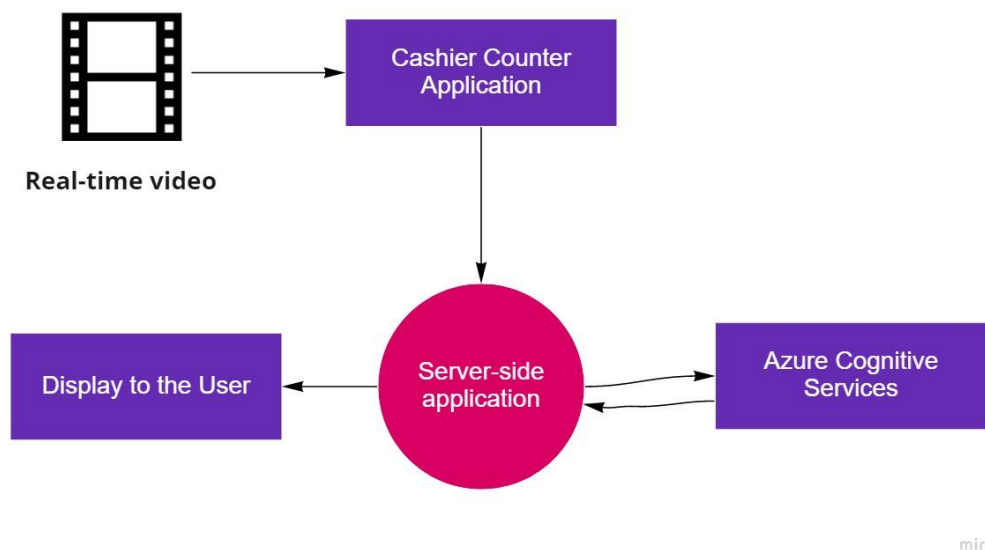 Cashier Counter
Application
Real-time video
Server-side
application
Display to the User
Azure Cognitive
Services